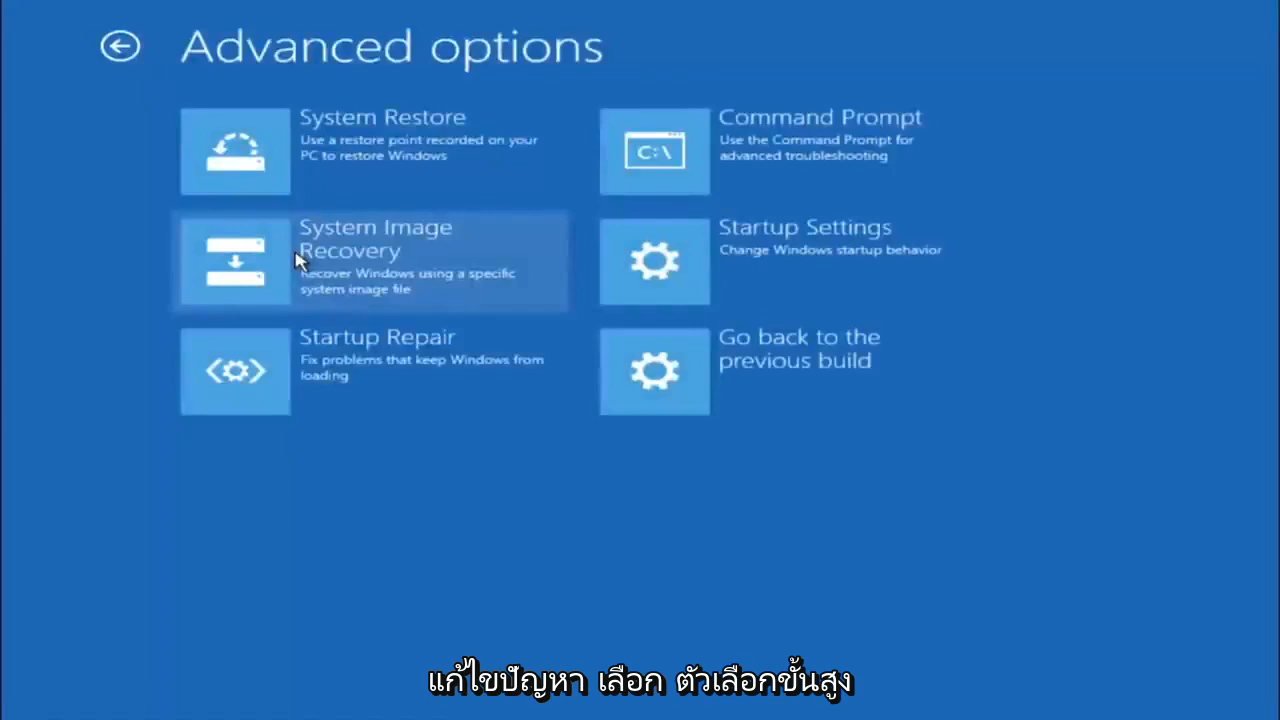 Advanced options
System Restore
Use a restore point recorded on your
PC to restore Windows
Command Prompt
Use the Command Prompt for
advanced troubleshooting
C:\
System Image
Recovery
Recover Windows using a specific
system image file
Startup Settings
Change Windows startup behavior
Startup Repair
Fix problems that keep Windows from
loading
Go back to the
previous build
แก้ไขปัญหา เลือก ตัวเลือกขั้นสูง